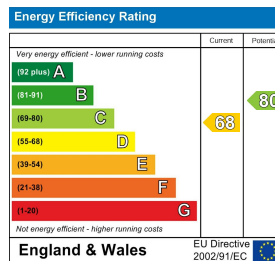 Energy Efficiency Rating
Current
Very energy efficient - lower running costs
(92 plus) A
(81-91) B
80
(69-80) C
68
(55-68) D
(39-54) E
(21-38) F
(1-20) G
Not energy efficient - higher running costs
England & Wales
EU Directive
2002/91/EC